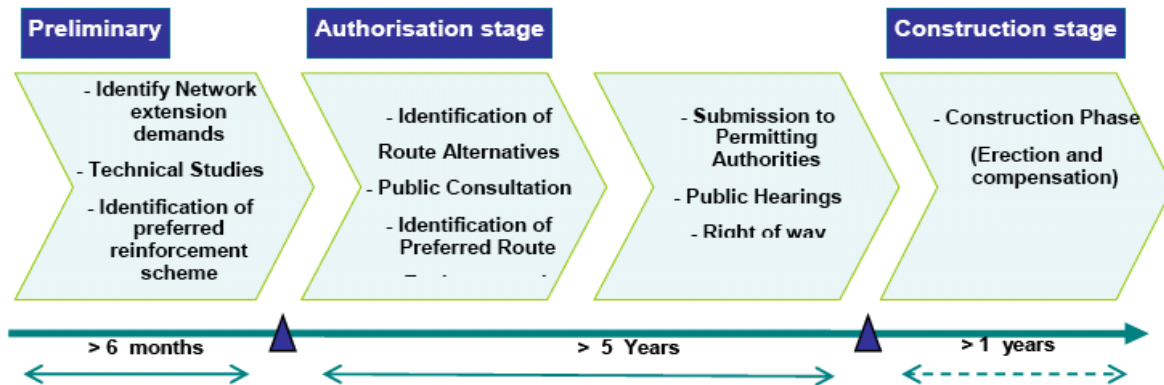 Preliminary
Authorisation stage
Construction stage
- Identify Network
extension
demands
- Technical Studies
- Identification of
preferred
reinforcement
scheme
- Identification of
Route Alternatives
- Public Consultation
- Identification of
Preferred Route
- Submission to
Permitting
Authorities
- Public Hearings
- Right of way
- Construction Phase
(Erection and
compensation)
> 6 months
> 5 Years
> 1 years